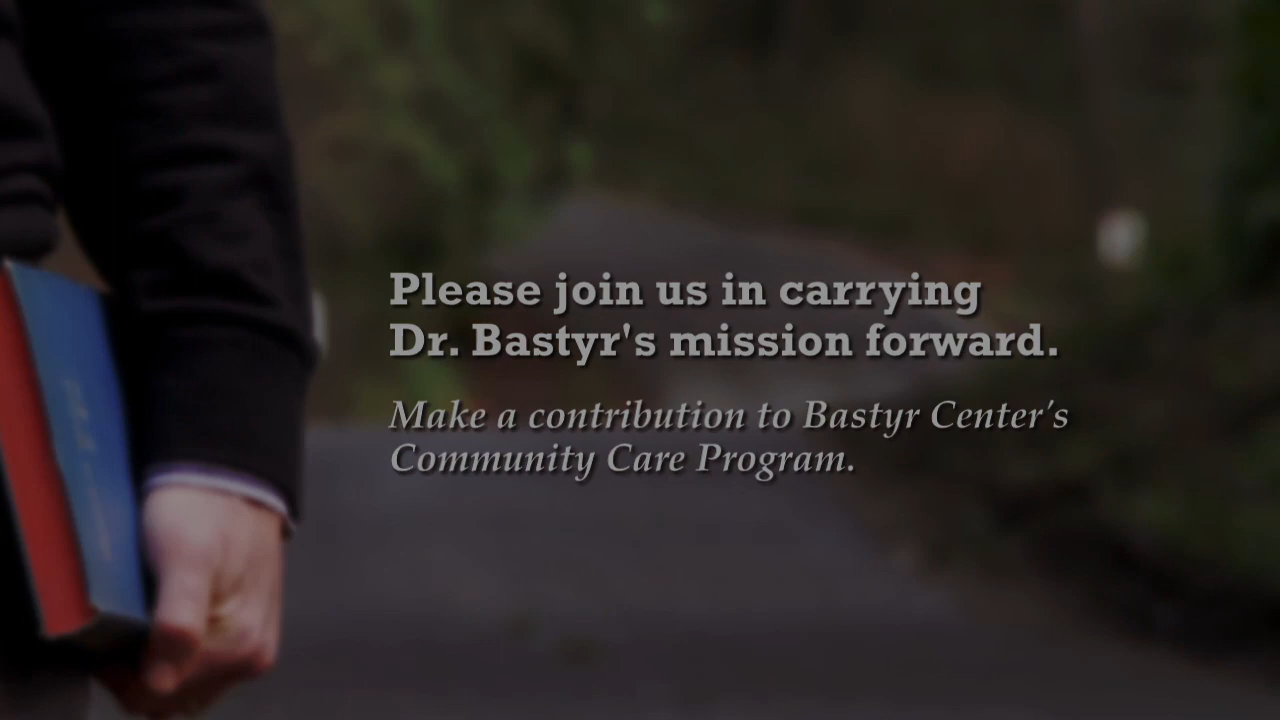 Please join us in carrying
Dr. Bastyr's mission forward.
Make a contribution to Bastyr Center’s
Community Care Program.